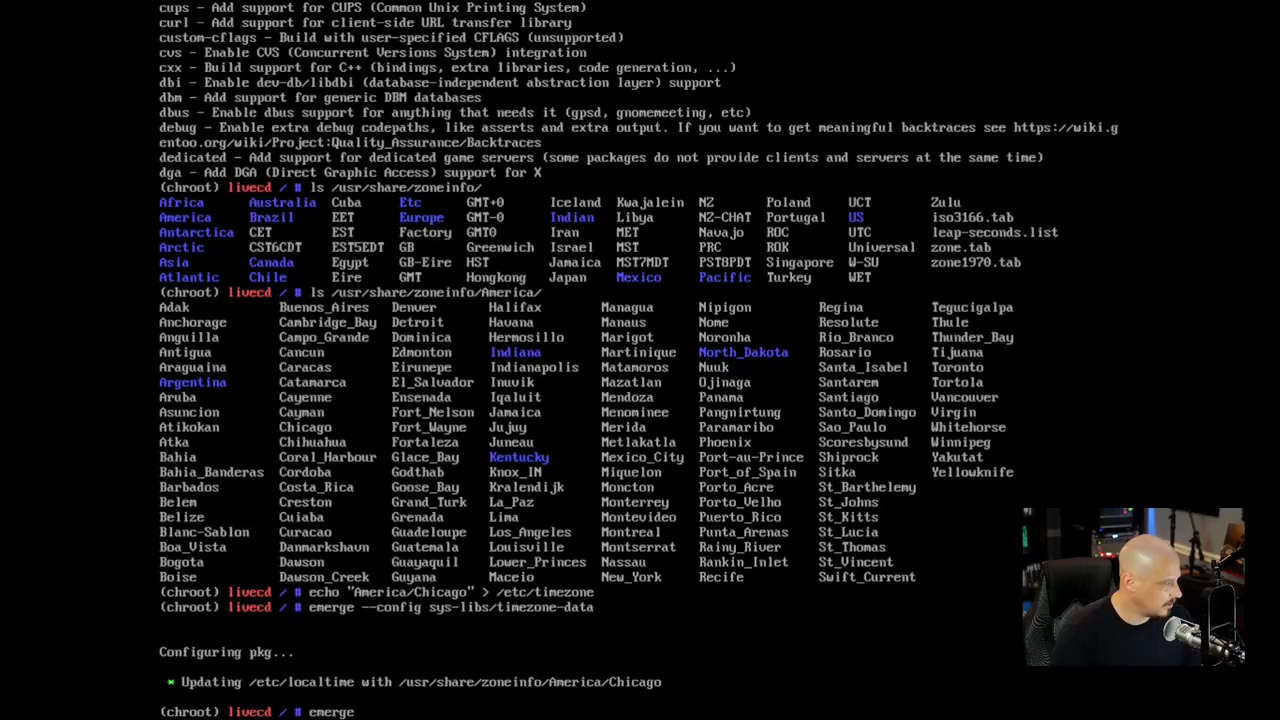 cups - Add support for CUPS (Common Unix Printing System)
curl - Add support for client-side URL transfer library
custom-cflags - Build with user-specified CFLAGS (unsupported)
cvs - Enable CVS (Concurrent Versions System) integration
cxx - Build support for C++ (bindings, extra libraries, code generation, ...)
dbi - Enable dev-db/libdbi (database-independent abstraction layer) support
dbm - Add support for generic DBM databases
dbus - Enable dbus support for anything that needs it (gpsd, gnomemeeting, etc)
debug - Enable extra debug codepaths, like asserts and extra output. If you want to get meaningful backtraces see https://wiki.g
entoo.org/wiki/Project:Quality_Assurance/Backtraces
dedicated - Add support for dedicated game servers (some packages do not provide clients and servers at the same time)
dga - Add DGA (Direct Graphic Access) support for X
(chroot) livecd / # ls /usr/share/zoneinfo/
Africa Australia Cuba Etc GMT+0 Iceland Kwajalein NZ Poland UCT Zulu
America Brazil EET Europe GMT-0 Indian Libya NZ-CHAT Portugal US iso3166.tab
Antarctica CET EST Factory GMT0 Iran MET Navajo ROC UTC leap-seconds.list
Arctic CST6CDT EST5EDT GB Greenwich Israel MST PRC ROK Universal zone.tab
Asia Canada Egypt GB-Eire HST Jamaica MST7MDT PST8PDT Singapore W-SU zone1970.tab
Atlantic Chile Eire GMT Hongkong Japan Mexico Pacific Turkey WET
(chroot) livecd / # ls /usr/share/zoneinfo/America/
Adak Buenos_Aires Denver Halifax Managua Nipigon Regina Tegucigalpa
Anchorage Cambridge_Bay Detroit Havana Manaus Nome Resolute Thule
Anguilla Campo_Grande Dominica Hermosillo Marigot Noronha Rio_Branco Thunder_Bay
Antigua Cancun Edmonton Indiana Martinique North_Dakota Rosario Tijuana
Araguaina Caracas Eirunepe Indianapolis Matamoros Nuuk Santa_Isabel Toronto
Argentina Catamarca El_Salvador Inuvik Mazatlan Ojinaga Santarem Tortola
Aruba Cayenne Ensenada Iqaluit Mendoza Panama Santiago Vancouver
Asuncion Cayman Fort_Nelson Jamaica Menominee Pangnirtung Santo_Domingo Virgin
Atikokan Chicago Fort_Wayne Jujuy Merida Paramaribo Sao_Paulo Whitehorse
Atka Chihuahua Fortaleza Juneau Metlakatla Phoenix Scoresbysund Winnipeg
Bahia Coral_Harbour Glace_Bay Kentucky Mexico_City Port-au-Prince Shiprock Yakutat
Bahia_Banderas Cordoba Godthab Knox_IN Miquelon Port_of_Spain Sitka Yellowknife
Barbados Costa_Rica Goose_Bay Kralendijk Moncton Porto_Acre St_Barthelemy
Belem Creston Grand_Turk La_Paz Monterrey Porto_Velho St_Johns
Belize Cuiaba Grenada Lima Montevideo Puerto_Rico St_Kitts
Blanc-Sablon Curacao Guadeloupe Los_Angeles Montreal Punta_Arenas St_Lucia
Boa_Vista Danmarkshavn Guatemala Louisville Montserrat Rainy_River St_Thomas
Bogota Dawson Guayaquil Lower_Princes Nassau Rankin_Inlet St_Vincent
Boise Dawson_Creek Guyana Maceio New_York Recife Swift_Current
(chroot) livecd / # echo "America/Chicago" > /etc/timezone
(chroot) livecd / # emerge --config sys-libs/timezone-data
Configuring pkg...
* Updating /etc/localtime with /usr/share/zoneinfo/America/Chicago
(chroot) livecd / # emerge